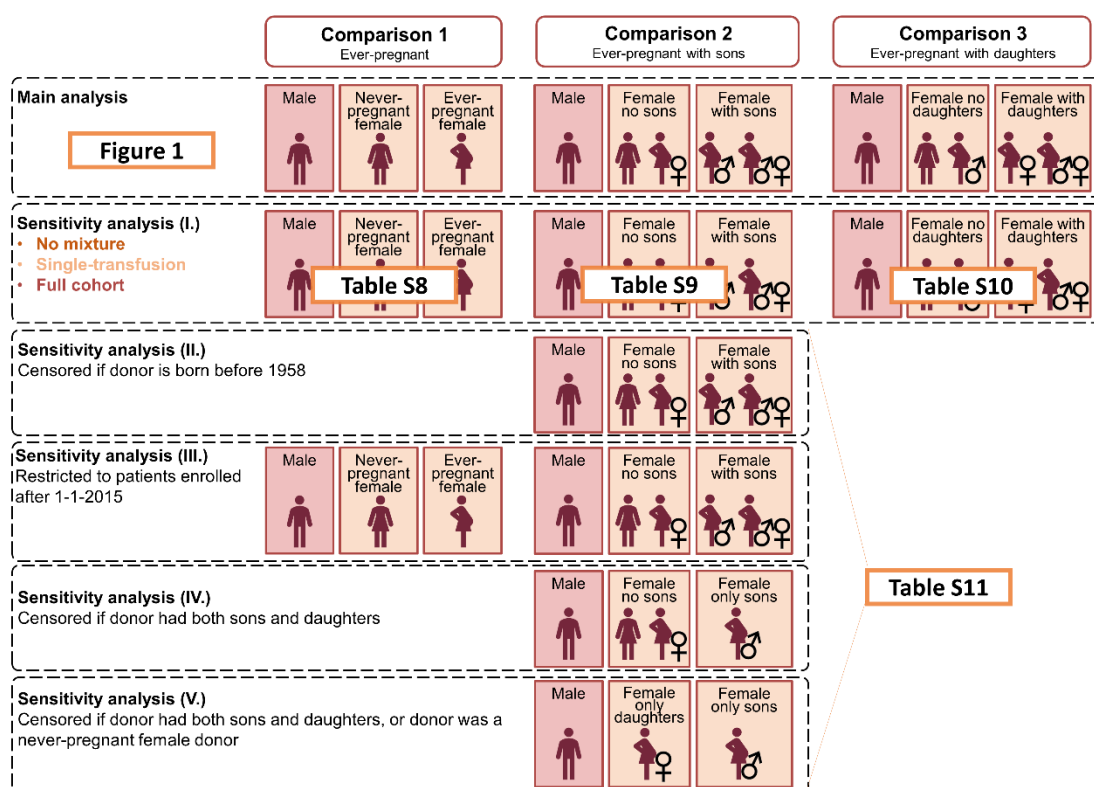 Comparison 1
Ever-pregnant
Comparison 2
Ever-pregnant with sons
Comparison 3
Ever-pregnant with daughters
Main analysis
Figure 1
Male
Never-
pregnant
female
Ever-
pregnant
female
Male
Female
no sons
Female
with sons
Male
Female no
daughters
Female with
daughters
Sensitivity analysis (I.)
• No mixture
• Single-transfusion
• Full cohort
Male
Never-
pregnant
female
Ever-
pregnant
female
Table S8
Male
Female
no sons
Female
with sons
Table S9
Male
Female no
daughters
Female with
daughters
Table S10
Sensitivity analysis (II.)
Censored if donor is born before 1958
Male
Female
no sons
Female
with sons
Sensitivity analysis (III.)
Restricted to patients enrolled
after 1-1-2015
Male
Never-
pregnant
female
Ever-
pregnant
female
Male
Female
no sons
Female
with sons
Table S11
Sensitivity analysis (IV.)
Censored if donor had both sons and daughters
Male
Female
no sons
Female
only sons
Sensitivity analysis (V.)
Censored if donor had both sons and daughters, or donor was a
never-pregnant female donor
Male
Female
only
daughters
Female
only sons